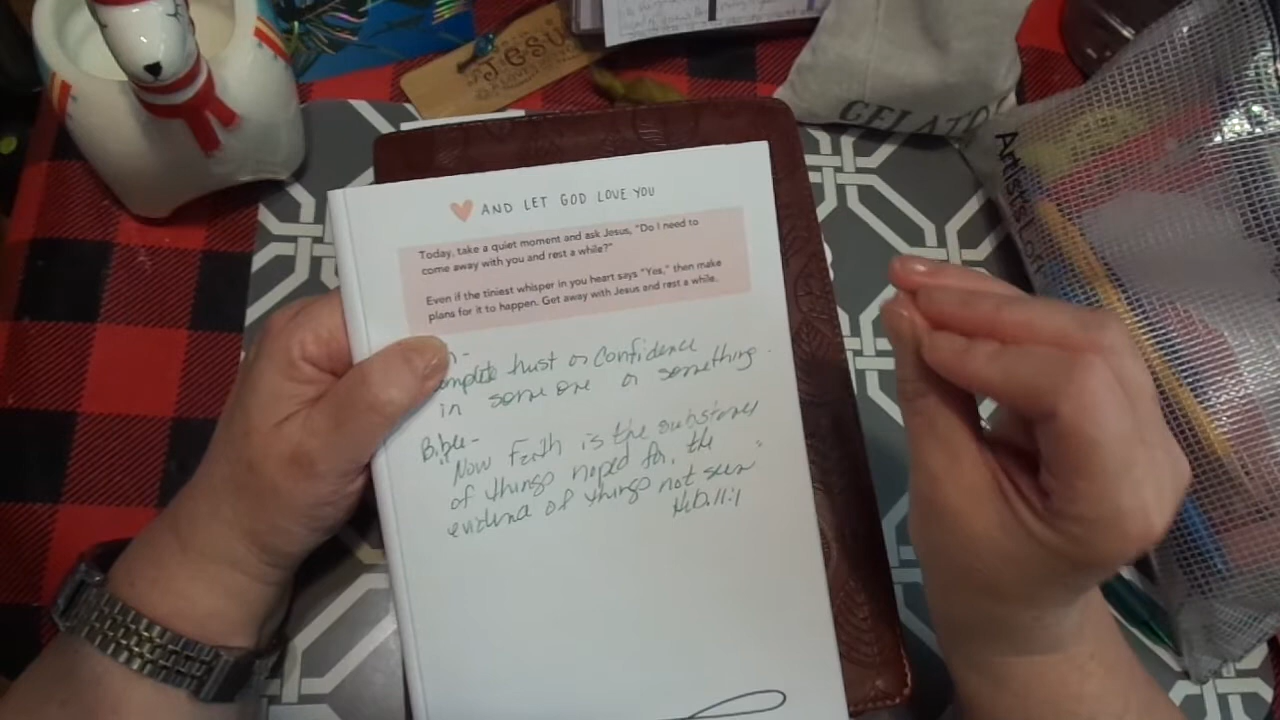 JESUS
GELATO
Artist's Loft
AND LET GOD LOVE YOU
Today, take a quiet moment and ask Jesus, "Do I need to
come away with you and rest a while?"
Even if the tiniest whisper in you heart says "Yes," then make
plans for it to happen. Get away with Jesus and rest a while.
trust or Confidence
in some one or something.
Bible-
"Now Faith is the substance
of things hoped for, the
evidence of things not seen"
Heb. 11:1